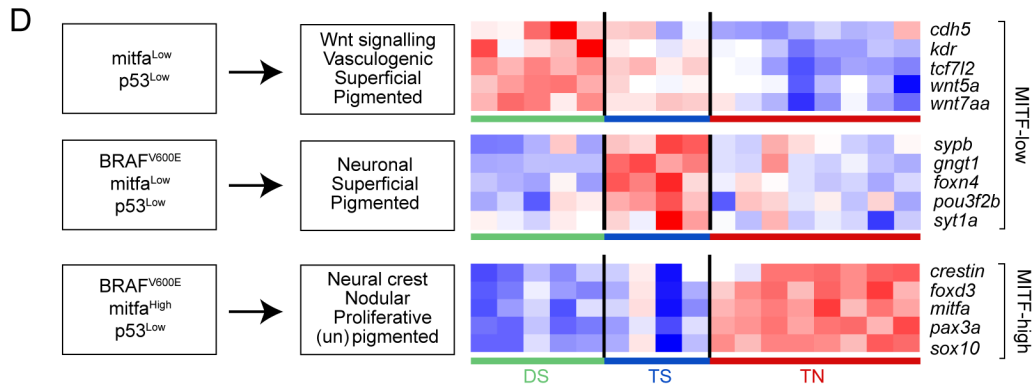 D
mitfa^Low
p53^Low
Wnt signalling
Vasculogenic
Superficial
Pigmented
cdh5
kdr
tcf7l2
wnt5a
wnt7aa
BRAF^V600E
mitfa^Low
p53^Low
Neuronal
Superficial
Pigmented
sypb
gngt1
foxn4
pou3f2b
syt1a
MITF-low
BRAF^V600E
mitfa^High
p53^Low
Neural crest
Nodular
Proliferative
(un) pigmented
crestin
foxd3
mitfa
pax3a
sox10
MITF-high
DS
TS
TN